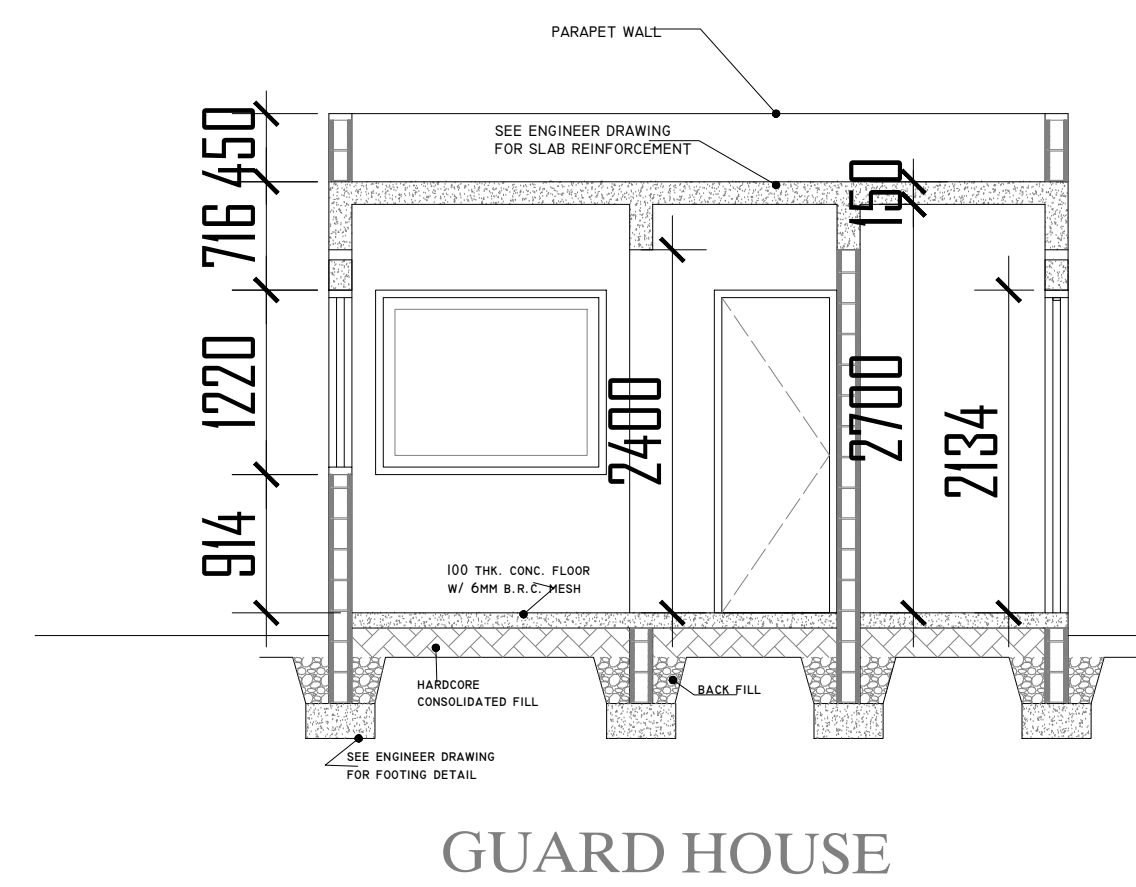 PARAPET WALL
SEE ENGINEER DRAWING
FOR SLAB REINFORCEMENT
450
150
716
1220
2400
2700
2134
914
100 THK. CONC. FLOOR
W/ 6MM B.R.C. MESH
HARDCORE
CONSOLIDATED FILL
BACK FILL
SEE ENGINEER DRAWING
FOR FOOTING DETAIL
GUARD HOUSE